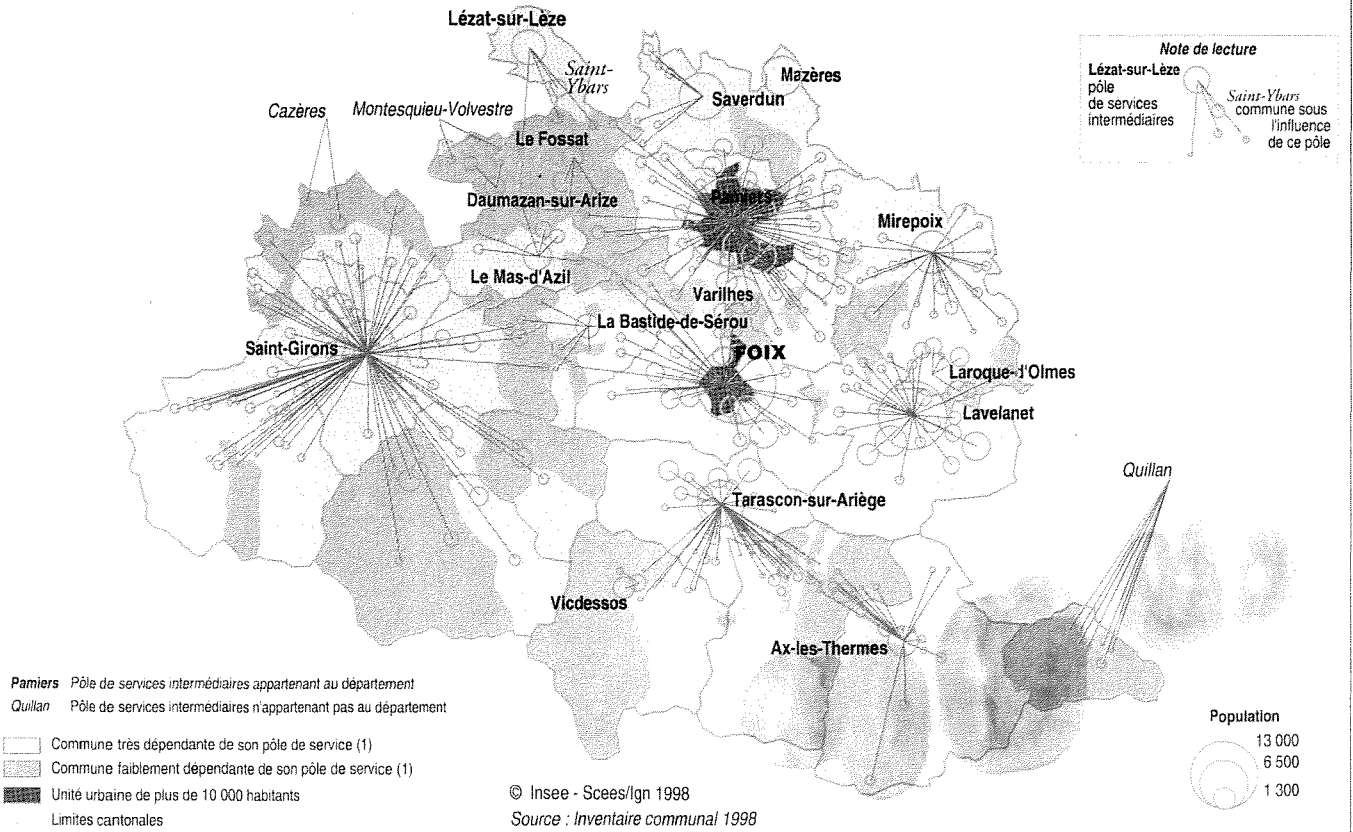 Lézat-sur-Lèze
Saint-
Ybars
Mazères
Saverdun
Cazères
Montesquieu-Volvestre
Le Fossat
Daumazan-sur-Arize
Pamiers
Mirepoix
Le Mas-d'Azil
Varilhes
La Bastide-de-Sérou
Saint-Girons
FOIX
Laroque-d'Olmes
Lavelanet
Quillan
Tarascon-sur-Ariège
Vicdessos
Ax-les-Thermes
Note de lecture
Lézat-sur-Lèze
pôle
de services
intermédiaires
Saint-Ybars
commune sous
l'influence
de ce pôle
Pamiers Pôle de services intermédiaires appartenant au département
Quillan Pôle de services intermédiaires n'appartenant pas au département
Commune très dépendante de son pôle de service (1)
Commune faiblement dépendante de son pôle de service (1)
Unité urbaine de plus de 10 000 habitants
Limites cantonales
© Insee - Scees/Ign 1998
Source : Inventaire communal 1998
Population
13 000
6 500
1 300